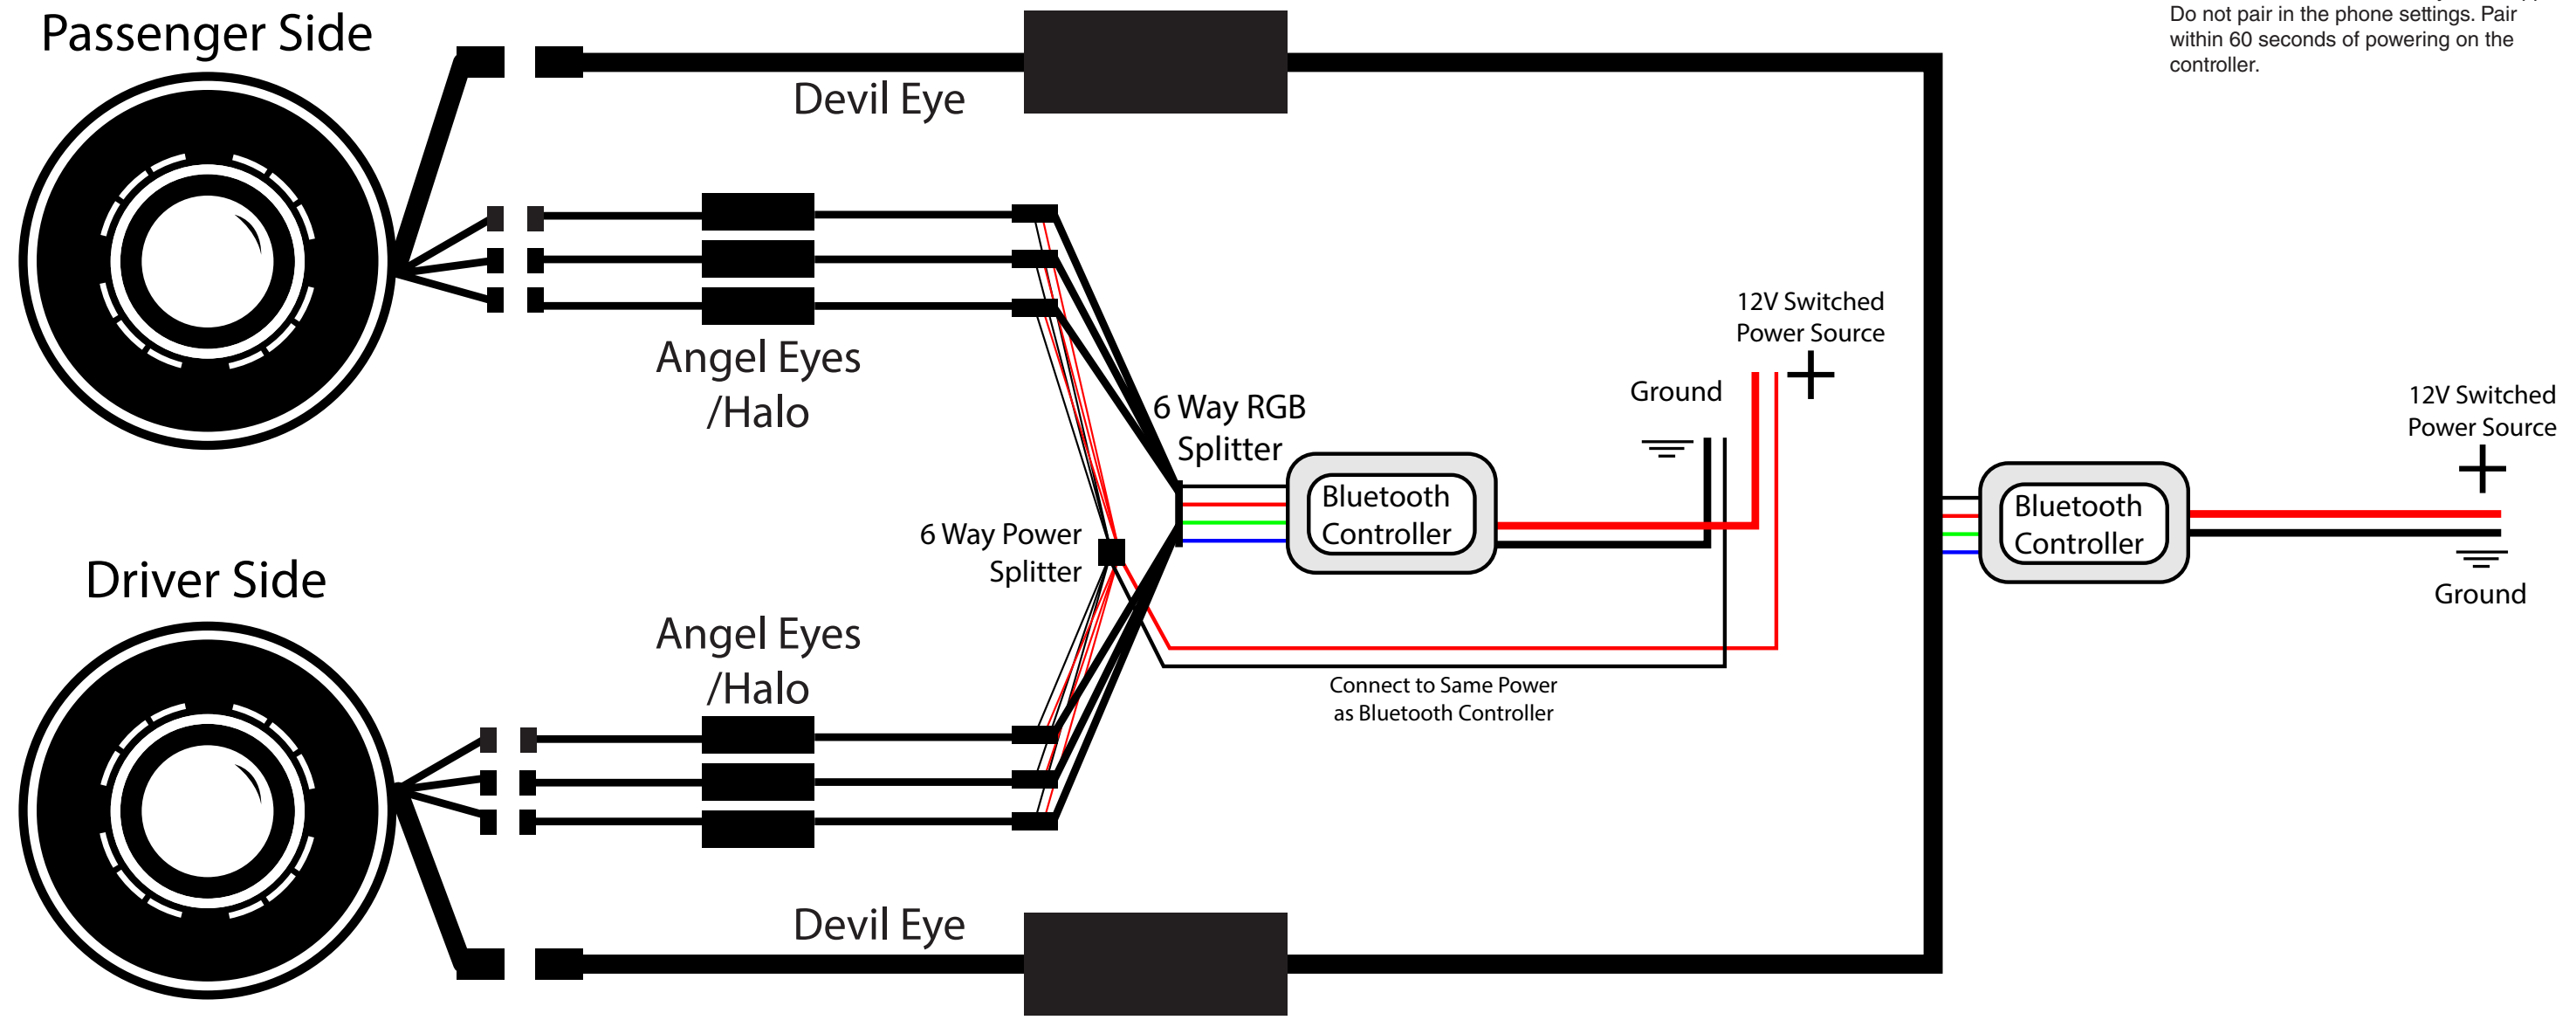 Do not pair in the phone settings. Pair
within 60 seconds of powering on the
controller.
Passenger Side
Devil Eye
Angel Eyes
/Halo
12V Switched
Power Source
Ground
12V Switched
Power Source
6 Way RGB
Splitter
Bluetooth
Controller
Bluetooth
Controller
6 Way Power
Splitter
Ground
Driver Side
Angel Eyes
/Halo
Connect to Same Power
as Bluetooth Controller
Devil Eye